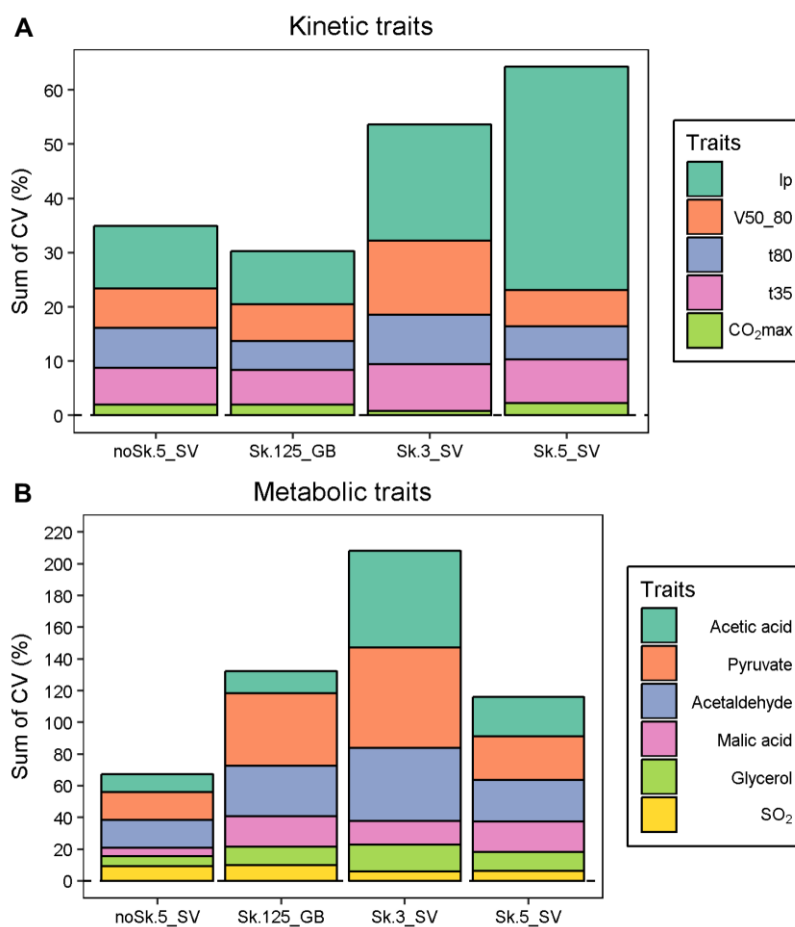 A
Kinetic traits
Sum of CV (%)
60
50
40
30
20
10
0
noSk.5_SV
Sk.125_GB
Sk.3_SV
Sk.5_SV
Traits
lp
V50_80
t80
t35
CO₂max
B
Metabolic traits
Sum of CV (%)
220
200
180
160
140
120
100
80
60
40
20
0
noSk.5_SV
Sk.125_GB
Sk.3_SV
Sk.5_SV
Traits
Acetic acid
Pyruvate
Acetaldehyde
Malic acid
Glycerol
SO₂